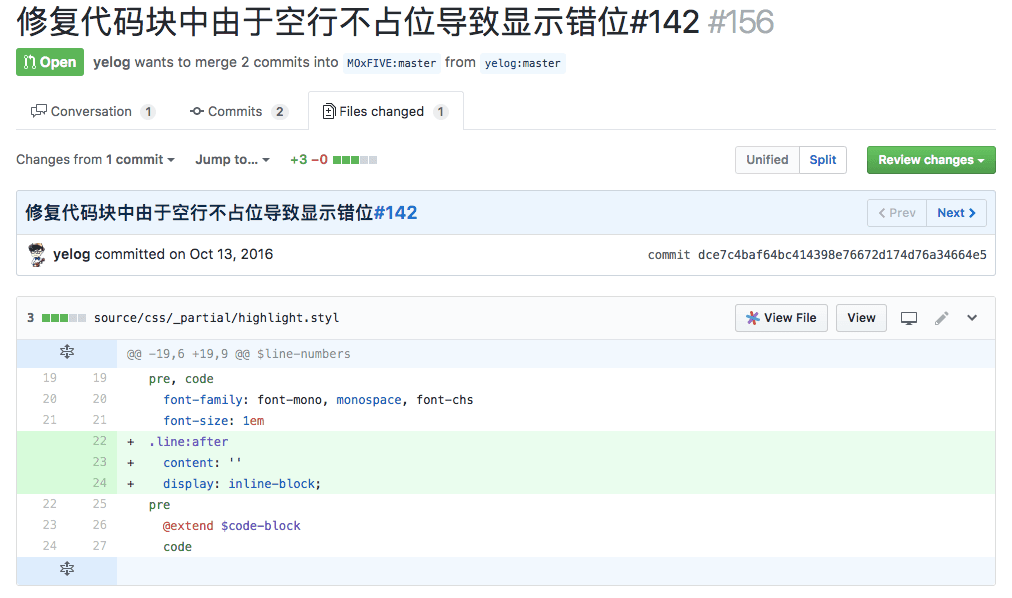 修复代码块中由于空行不占位导致显示错位#142 #156
Open yelog wants to merge 2 commits into MOxFIVE:master from yelog:master
Conversation 1 Commits 2 Files changed 1
Changes from 1 commit Jump to... +3 −0 Unified Split Review changes
修复代码块中由于空行不占位导致显示错位#142 Prev Next
yelog committed on Oct 13, 2016 commit dce7c4baf64bc414398e76672d174d76a34664e5
3 source/css/_partial/highlight.styl View File View
@@ -19,6 +19,9 @@ $line-numbers
19 19 pre, code
20 20 font-family: font-mono, monospace, font-chs
21 21 font-size: 1em
22 + .line:after
23 + content: ''
24 + display: inline-block;
22 25 pre
23 26 @extend $code-block
24 27 code